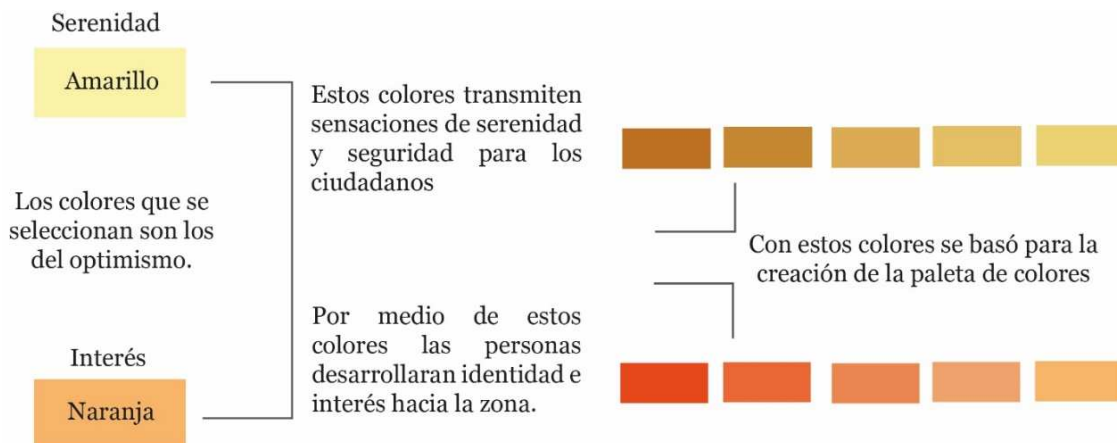 Serenidad
Amarillo
Estos colores transmiten
sensaciones de serenidad
y seguridad para los
ciudadanos
Los colores que se
seleccionan son los
del optimismo.
Con estos colores se basó para la
creación de la paleta de colores
Por medio de estos
colores las personas
desarrollaran identidad e
interés hacia la zona.
Interés
Naranja